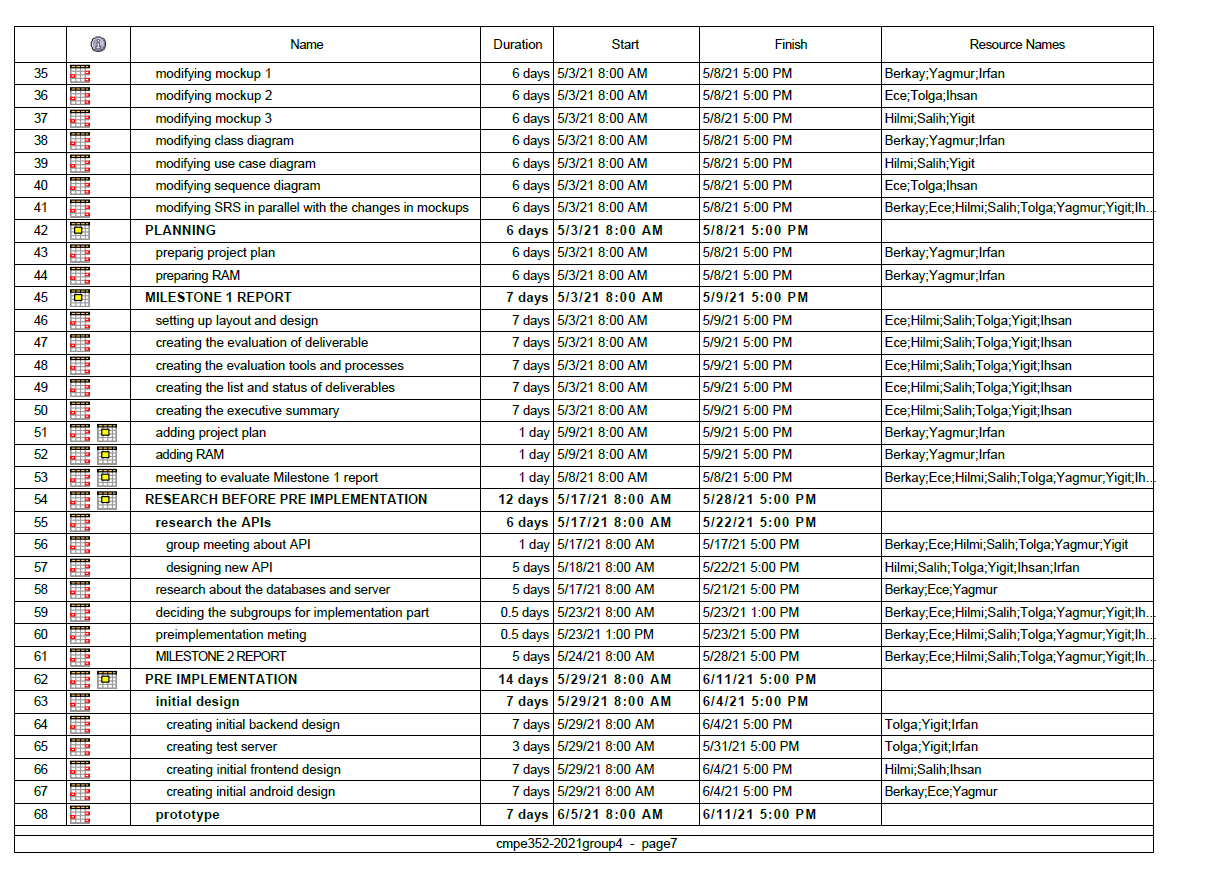 Name Duration Start Finish Resource Names
35 modifying mockup 1 6 days 5/3/21 8:00 AM 5/8/21 5:00 PM Berkay;Yagmur;Irfan
36 modifying mockup 2 6 days 5/3/21 8:00 AM 5/8/21 5:00 PM Ece;Tolga;Ihsan
37 modifying mockup 3 6 days 5/3/21 8:00 AM 5/8/21 5:00 PM Hilmi;Salih;Yigit
38 modifying class diagram 6 days 5/3/21 8:00 AM 5/8/21 5:00 PM Berkay;Yagmur;Irfan
39 modifying use case diagram 6 days 5/3/21 8:00 AM 5/8/21 5:00 PM Hilmi;Salih;Yigit
40 modifying sequence diagram 6 days 5/3/21 8:00 AM 5/8/21 5:00 PM Ece;Tolga;Ihsan
41 modifying SRS in parallel with the changes in mockups 6 days 5/3/21 8:00 AM 5/8/21 5:00 PM Berkay;Ece;Hilmi;Salih;Tolga;Yagmur;Yigit;Ih...
42 PLANNING 6 days 5/3/21 8:00 AM 5/8/21 5:00 PM
43 preparig project plan 6 days 5/3/21 8:00 AM 5/8/21 5:00 PM Berkay;Yagmur;Irfan
44 preparing RAM 6 days 5/3/21 8:00 AM 5/8/21 5:00 PM Berkay;Yagmur;Irfan
45 MILESTONE 1 REPORT 7 days 5/3/21 8:00 AM 5/9/21 5:00 PM
46 setting up layout and design 7 days 5/3/21 8:00 AM 5/9/21 5:00 PM Ece;Hilmi;Salih;Tolga;Yigit;Ihsan
47 creating the evaluation of deliverable 7 days 5/3/21 8:00 AM 5/9/21 5:00 PM Ece;Hilmi;Salih;Tolga;Yigit;Ihsan
48 creating the evaluation tools and processes 7 days 5/3/21 8:00 AM 5/9/21 5:00 PM Ece;Hilmi;Salih;Tolga;Yigit;Ihsan
49 creating the list and status of deliverables 7 days 5/3/21 8:00 AM 5/9/21 5:00 PM Ece;Hilmi;Salih;Tolga;Yigit;Ihsan
50 creating the executive summary 7 days 5/3/21 8:00 AM 5/9/21 5:00 PM Ece;Hilmi;Salih;Tolga;Yigit;Ihsan
51 adding project plan 1 day 5/9/21 8:00 AM 5/9/21 5:00 PM Berkay;Yagmur;Irfan
52 adding RAM 1 day 5/9/21 8:00 AM 5/9/21 5:00 PM Berkay;Yagmur;Irfan
53 meeting to evaluate Milestone 1 report 1 day 5/8/21 8:00 AM 5/8/21 5:00 PM Berkay;Ece;Hilmi;Salih;Tolga;Yagmur;Yigit;Ih...
54 RESEARCH BEFORE PRE IMPLEMENTATION 12 days 5/17/21 8:00 AM 5/28/21 5:00 PM
55 research the APIs 6 days 5/17/21 8:00 AM 5/22/21 5:00 PM
56 group meeting about API 1 day 5/17/21 8:00 AM 5/17/21 5:00 PM Berkay;Ece;Hilmi;Salih;Tolga;Yagmur;Yigit
57 designing new API 5 days 5/18/21 8:00 AM 5/22/21 5:00 PM Hilmi;Salih;Tolga;Yigit;Ihsan;Irfan
58 research about the databases and server 5 days 5/17/21 8:00 AM 5/21/21 5:00 PM Berkay;Ece;Yagmur
59 deciding the subgroups for implementation part 0.5 days 5/23/21 8:00 AM 5/23/21 1:00 PM Berkay;Ece;Hilmi;Salih;Tolga;Yagmur;Yigit;Ih...
60 preimplementation meting 0.5 days 5/23/21 1:00 PM 5/23/21 5:00 PM Berkay;Ece;Hilmi;Salih;Tolga;Yagmur;Yigit;Ih...
61 MILESTONE 2 REPORT 5 days 5/24/21 8:00 AM 5/28/21 5:00 PM Berkay;Ece;Hilmi;Salih;Tolga;Yagmur;Yigit;Ih...
62 PRE IMPLEMENTATION 14 days 5/29/21 8:00 AM 6/11/21 5:00 PM
63 initial design 7 days 5/29/21 8:00 AM 6/4/21 5:00 PM
64 creating initial backend design 7 days 5/29/21 8:00 AM 6/4/21 5:00 PM Tolga;Yigit;Irfan
65 creating test server 3 days 5/29/21 8:00 AM 5/31/21 5:00 PM Tolga;Yigit;Irfan
66 creating initial frontend design 7 days 5/29/21 8:00 AM 6/4/21 5:00 PM Hilmi;Salih;Ihsan
67 creating initial android design 7 days 5/29/21 8:00 AM 6/4/21 5:00 PM Berkay;Ece;Yagmur
68 prototype 7 days 6/5/21 8:00 AM 6/11/21 5:00 PM
cmpe352-2021group4 - page7